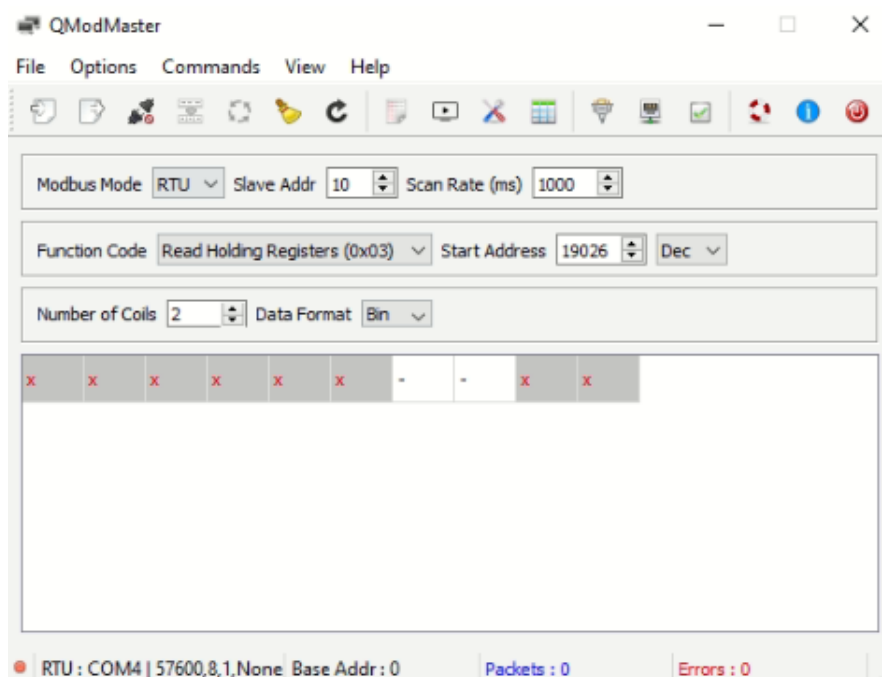 QModMaster
File Options Commands View Help
Modbus Mode RTU Slave Addr 10 Scan Rate (ms) 1000
Function Code Read Holding Registers (0x03) Start Address 19026 Dec
Number of Coils 2 Data Format Bin
x x x x x x - - x x
RTU : COM4 | 57600,8,1,None Base Addr : 0 Packets : 0 Errors : 0